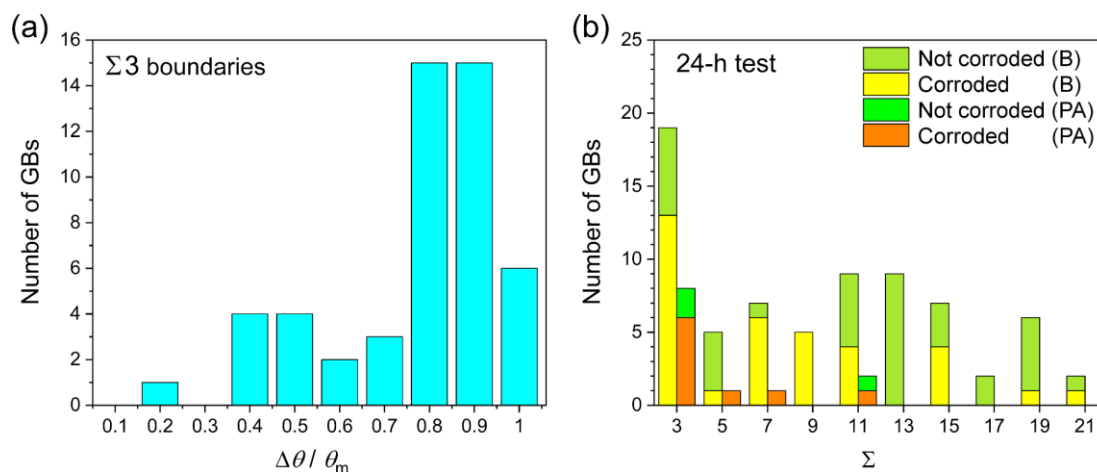 (a)
Σ3 boundaries
Number of GBs
16
14
12
10
8
6
4
2
0
0.1 0.2 0.3 0.4 0.5 0.6 0.7 0.8 0.9 1
Δθ / θm
(b)
24-h test
Not corroded (B)
Corroded (B)
Not corroded (PA)
Corroded (PA)
Number of GBs
25
20
15
10
5
0
3 5 7 9 11 13 15 17 19 21
Σ